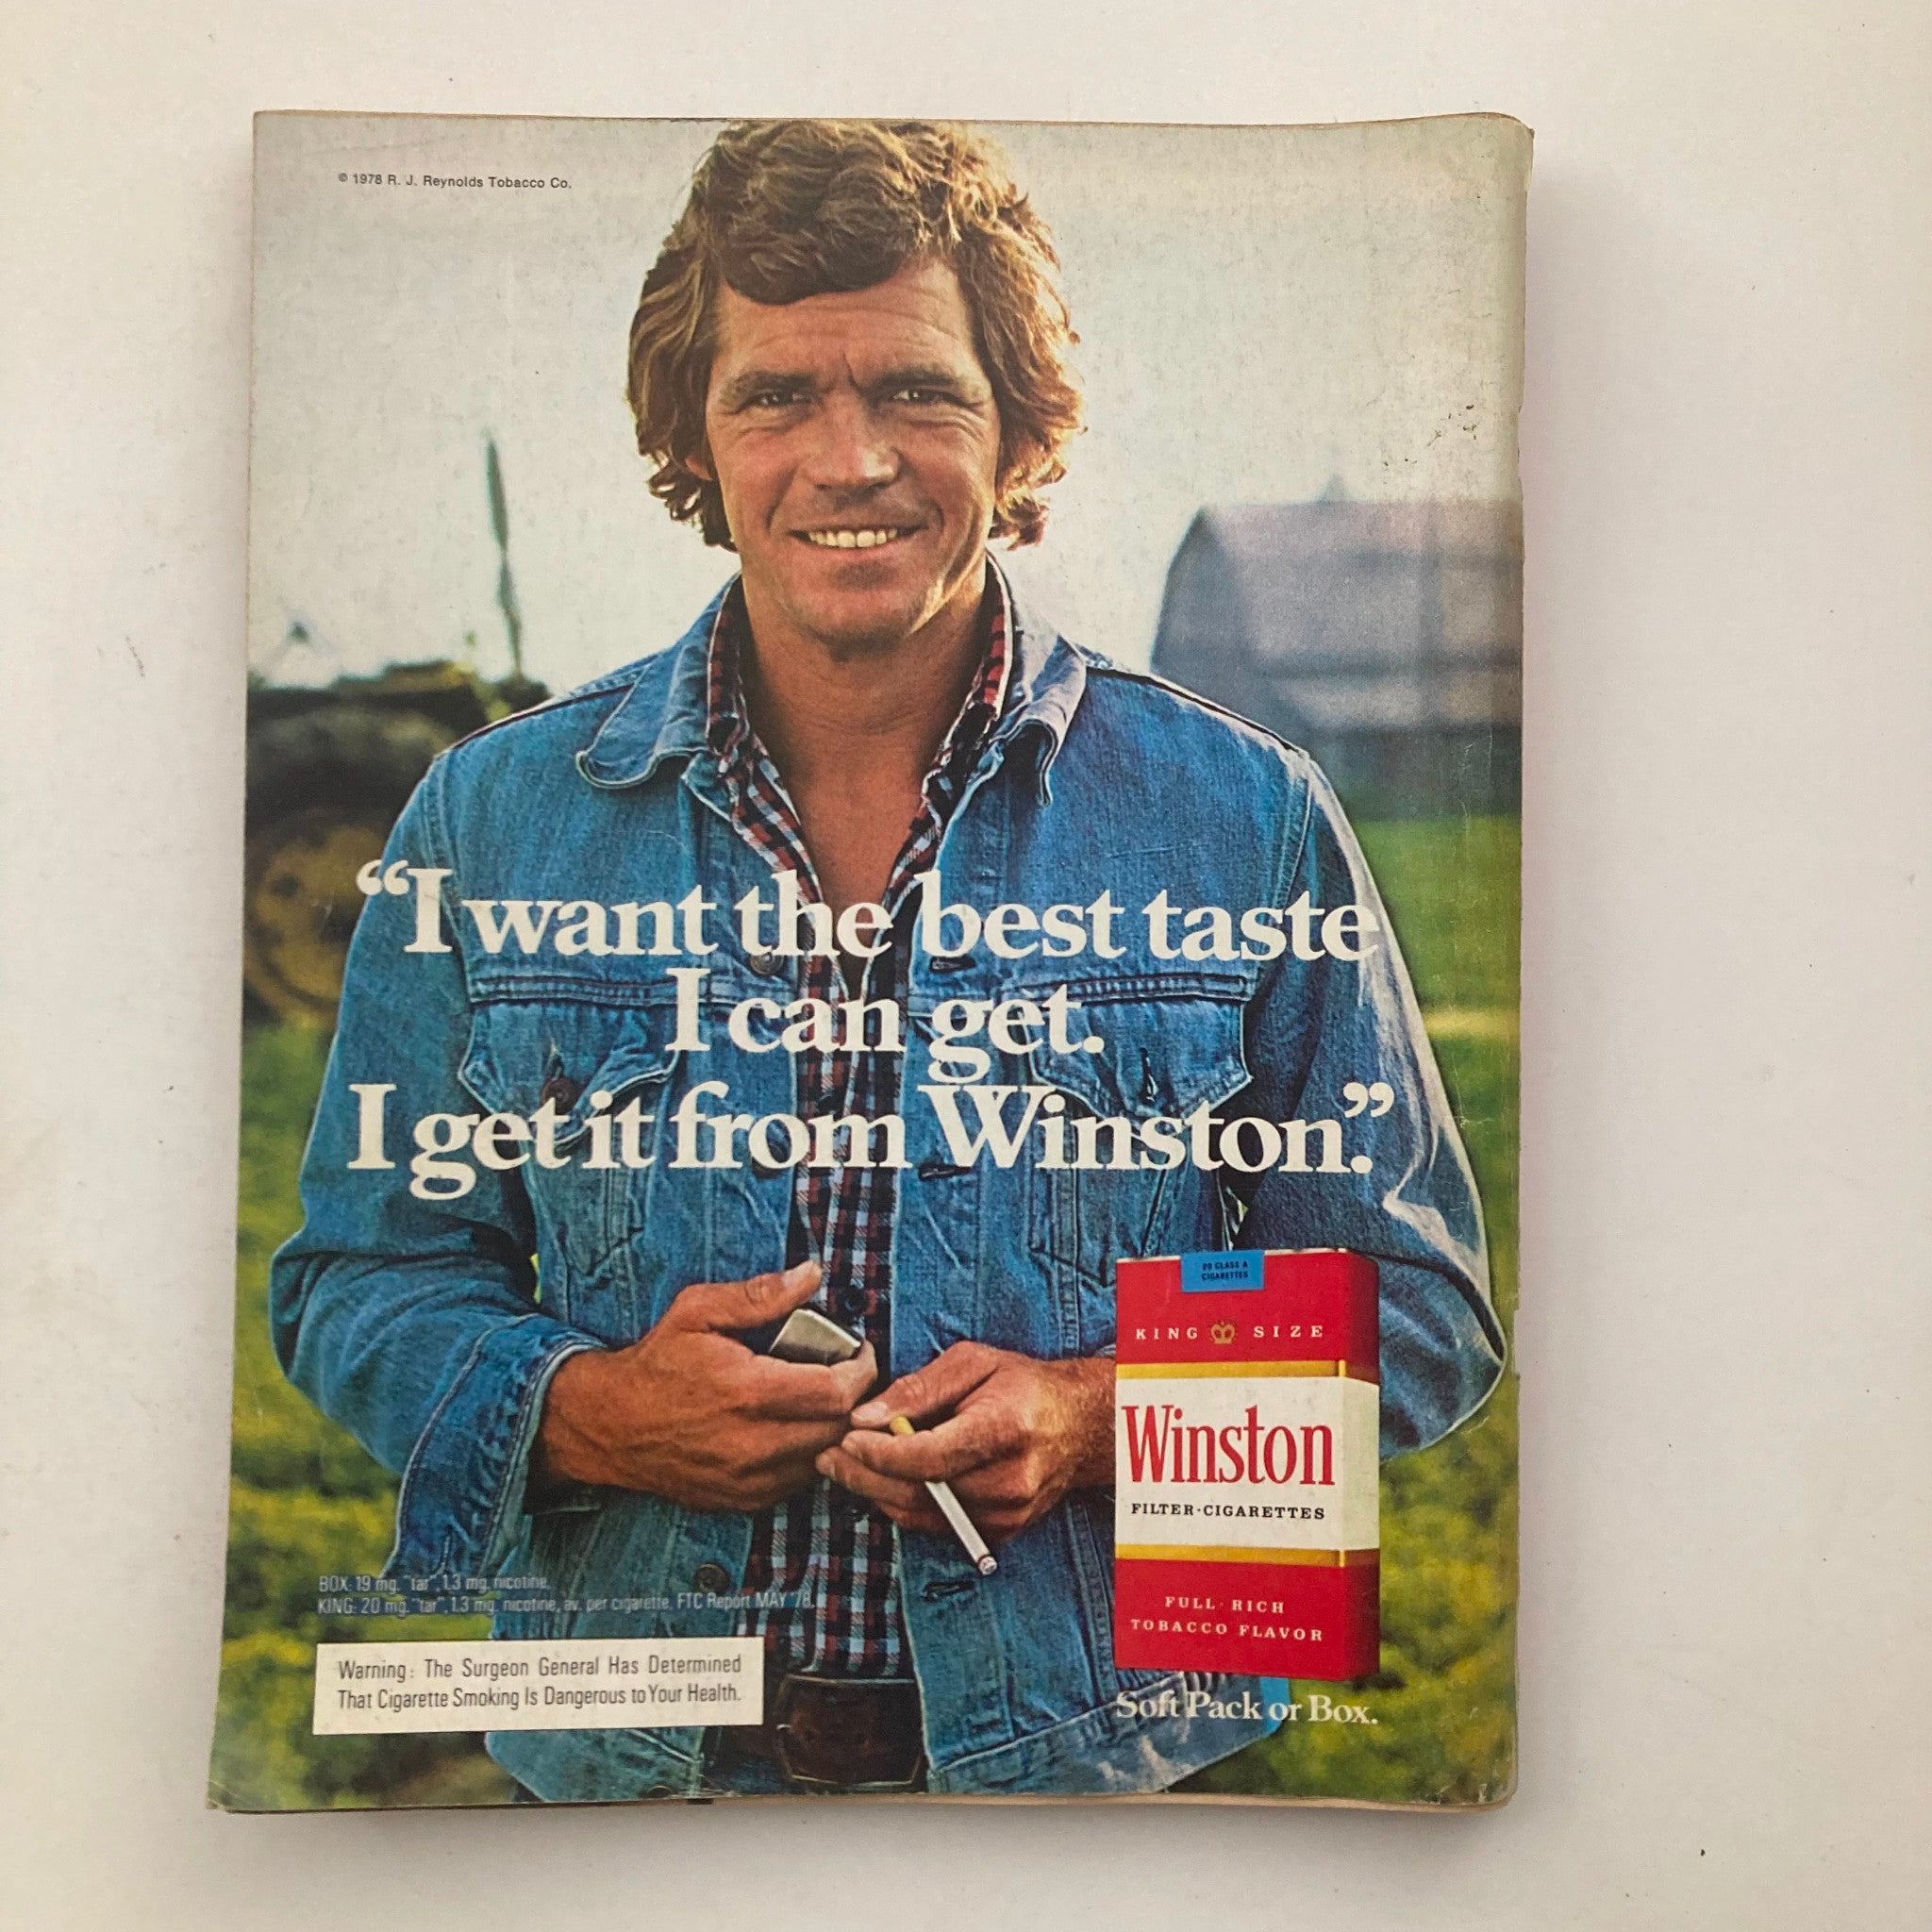 © 1978 R. J. Reynolds Tobacco Co.
“I want the best taste
I can get.
I get it from Winston.”
20 CLASS A
CIGARETTES
KING SIZE
Winston
FILTER·CIGARETTES
FULL·RICH
TOBACCO FLAVOR
Soft Pack or Box.
BOX: 19 mg. "tar", 1.3 mg. nicotine,
KING: 20 mg. "tar", 1.3 mg. nicotine, av. per cigarette, FTC Report MAY '78.
Warning: The Surgeon General Has Determined
That Cigarette Smoking Is Dangerous to Your Health.